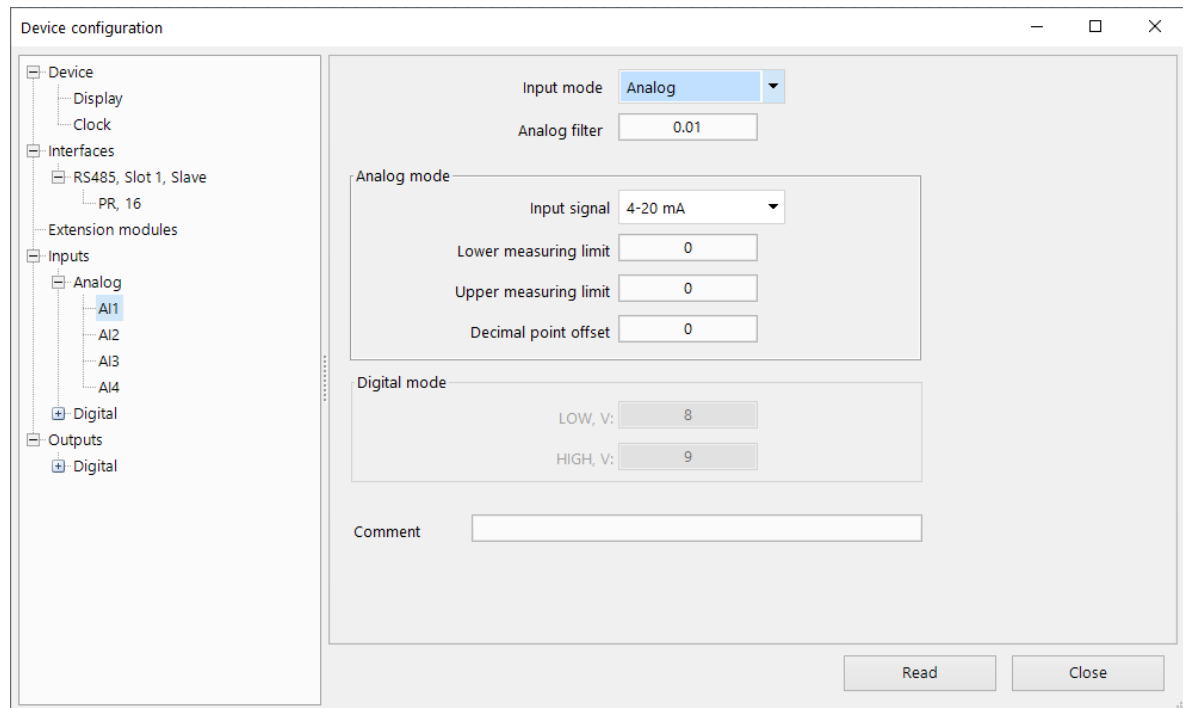 Device configuration
Device
Display
Clock
Interfaces
RS485, Slot 1, Slave
PR, 16
Extension modules
Inputs
Analog
AI1
AI2
AI3
AI4
Digital
Outputs
Digital
Input mode Analog
Analog filter 0.01
Analog mode
Input signal 4-20 mA
Lower measuring limit 0
Upper measuring limit 0
Decimal point offset 0
Digital mode
LOW, V: 8
HIGH, V: 9
Comment
Read Close